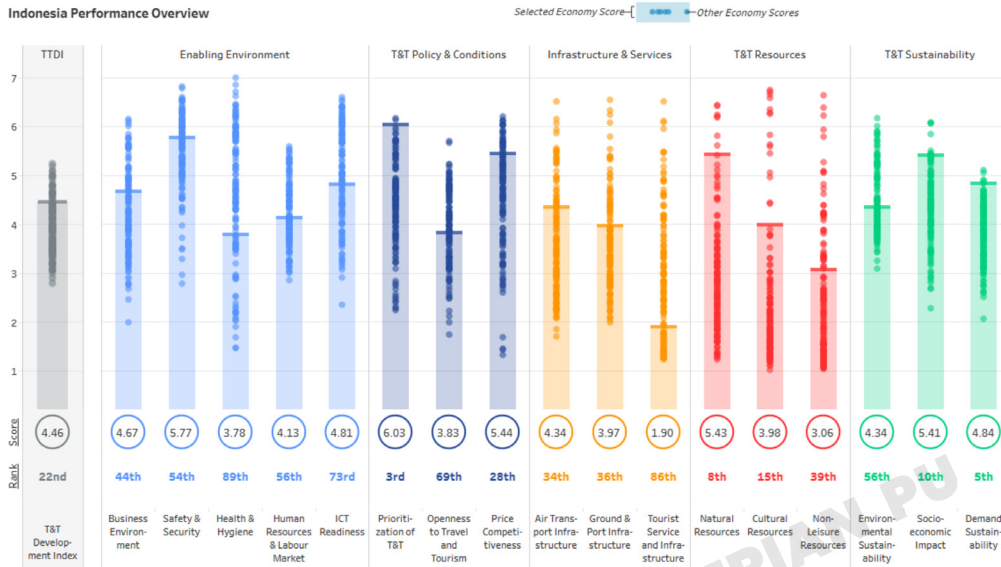 Indonesia Performance Overview
Selected Economy Score
Other Economy Scores
TTDI
Enabling Environment
T&T Policy & Conditions
Infrastructure & Services
T&T Resources
T&T Sustainability
7
6
5
4
3
2
1
Score
4.46 4.67 5.77 3.78 4.13 4.81 6.03 3.83 5.44 4.34 3.97 1.90 5.43 3.98 3.06 4.34 5.41 4.84
Rank
22nd 44th 54th 89th 56th 73rd 3rd 69th 28th 34th 36th 86th 8th 15th 39th 56th 10th 5th
T&T
Develop-
ment Index
Business
Environ-
ment
Safety &
Security
Health &
Hygiene
Human
Resources
& Labour
Market
ICT
Readiness
Prioriti-
zation of
T&T
Openness
to Travel
and
Tourism
Price
Competi-
tiveness
Air Trans-
port Infra-
structure
Ground &
Port Infra-
structure
Tourist
Service
and Infra-
structure
Natural
Resources
Cultural
Resources
Non-
Leisure
Resources
Environ-
mental
Sustain-
ability
Socio-
economic
Impact
Demand
Sustain-
ability